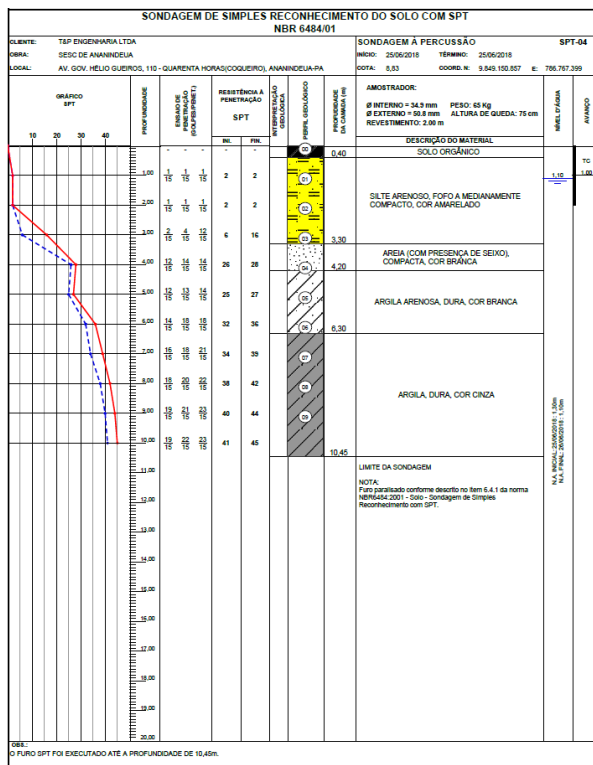 SONDAGEM DE SIMPLES RECONHECIMENTO DO SOLO COM SPT
NBR 6484/01
CLIENTE: T&P ENGENHARIA LTDA
OBRA: SESC DE ANANINDEUA
LOCAL: AV. GOV. HÉLIO GUEIROS, 110 - QUARENTA HORAS(COQUEIRO), ANANINDEUA-PA
SONDAGEM À PERCUSSÃO SPT-04
INÍCIO: 25/06/2018 TÉRMINO: 25/06/2018
COTA: 8,83 COORD. N: 9.849.150,857 E: 786.767,399
GRÁFICO
SPT
10 20 30 40
PROFUNDIDADE
ENSAIO DE PENETRAÇÃO (GOLPES/PENET.)
RESISTÊNCIA À PENETRAÇÃO
SPT
INI. FIN.
INTERPRETAÇÃO GEOLÓGICA
PERFIL GEOLÓGICO
PROFUNDIDADE DA CAMADA (m)
AMOSTRADOR:
Ø INTERNO = 34,9 mm PESO: 65 Kg
Ø EXTERNO = 50,8 mm ALTURA DE QUEDA: 75 cm
REVESTIMENTO: 2,00 m
DESCRIÇÃO DO MATERIAL
NÍVEL D'ÁGUA
AVANÇO
- - - - - 00
0,40 SOLO ORGÂNICO
TC
1,00
1,10
1,00 1/15 1/15 1/15 2 2 01
2,00 1/15 1/15 1/15 2 2 02
SILTE ARENOSO, FOFO A MEDIANAMENTE
COMPACTO, COR AMARELADO
3,00 2/15 4/15 12/15 6 16 03
3,30
AREIA (COM PRESENÇA DE SEIXO),
COMPACTA, COR BRANCA
4,00 12/15 14/15 14/15 26 28 04
4,20
5,00 12/15 13/15 14/15 25 27 05
ARGILA ARENOSA, DURA, COR BRANCA
6,00 14/15 18/15 18/15 32 36 06
6,30
7,00 16/15 18/15 21/15 34 39 07
8,00 18/15 20/15 22/15 38 42 08
ARGILA, DURA, COR CINZA
9,00 19/15 21/15 23/15 40 44 09
10,00 19/15 22/15 23/15 41 45
10,45
N.A. INICIAL: 25/06/2018 : 1,20m
N.A. FINAL: 26/06/2018 : 1,10m
LIMITE DA SONDAGEM
NOTA:
Furo paralisado conforme descrito no item 6.4.1 da norma
NBR6484:2001 - Solo - Sondagem de Simples
Reconhecimento com SPT.
11,00
12,00
13,00
14,00
15,00
16,00
17,00
18,00
19,00
20,00
OBS.:
O FURO SPT FOI EXECUTADO ATÉ A PROFUNDIDADE DE 10,45m.